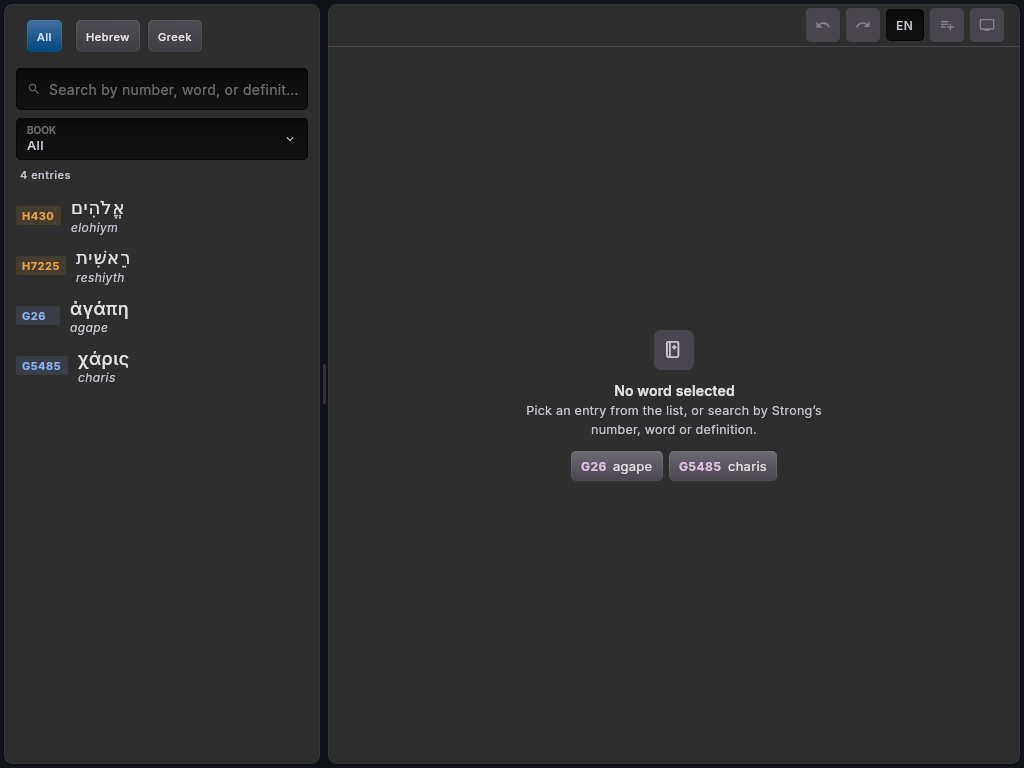 All Hebrew Greek
EN
Search by number, word, or definit...
BOOK
All
4 entries
H430 אֱלֹהִים
elohiym
H7225 רֵאשִׁית
reshiyth
G26 ἀγάπη
agape
G5485 χάρις
charis
No word selected
Pick an entry from the list, or search by Strong’s
number, word or definition.
G26 agape G5485 charis